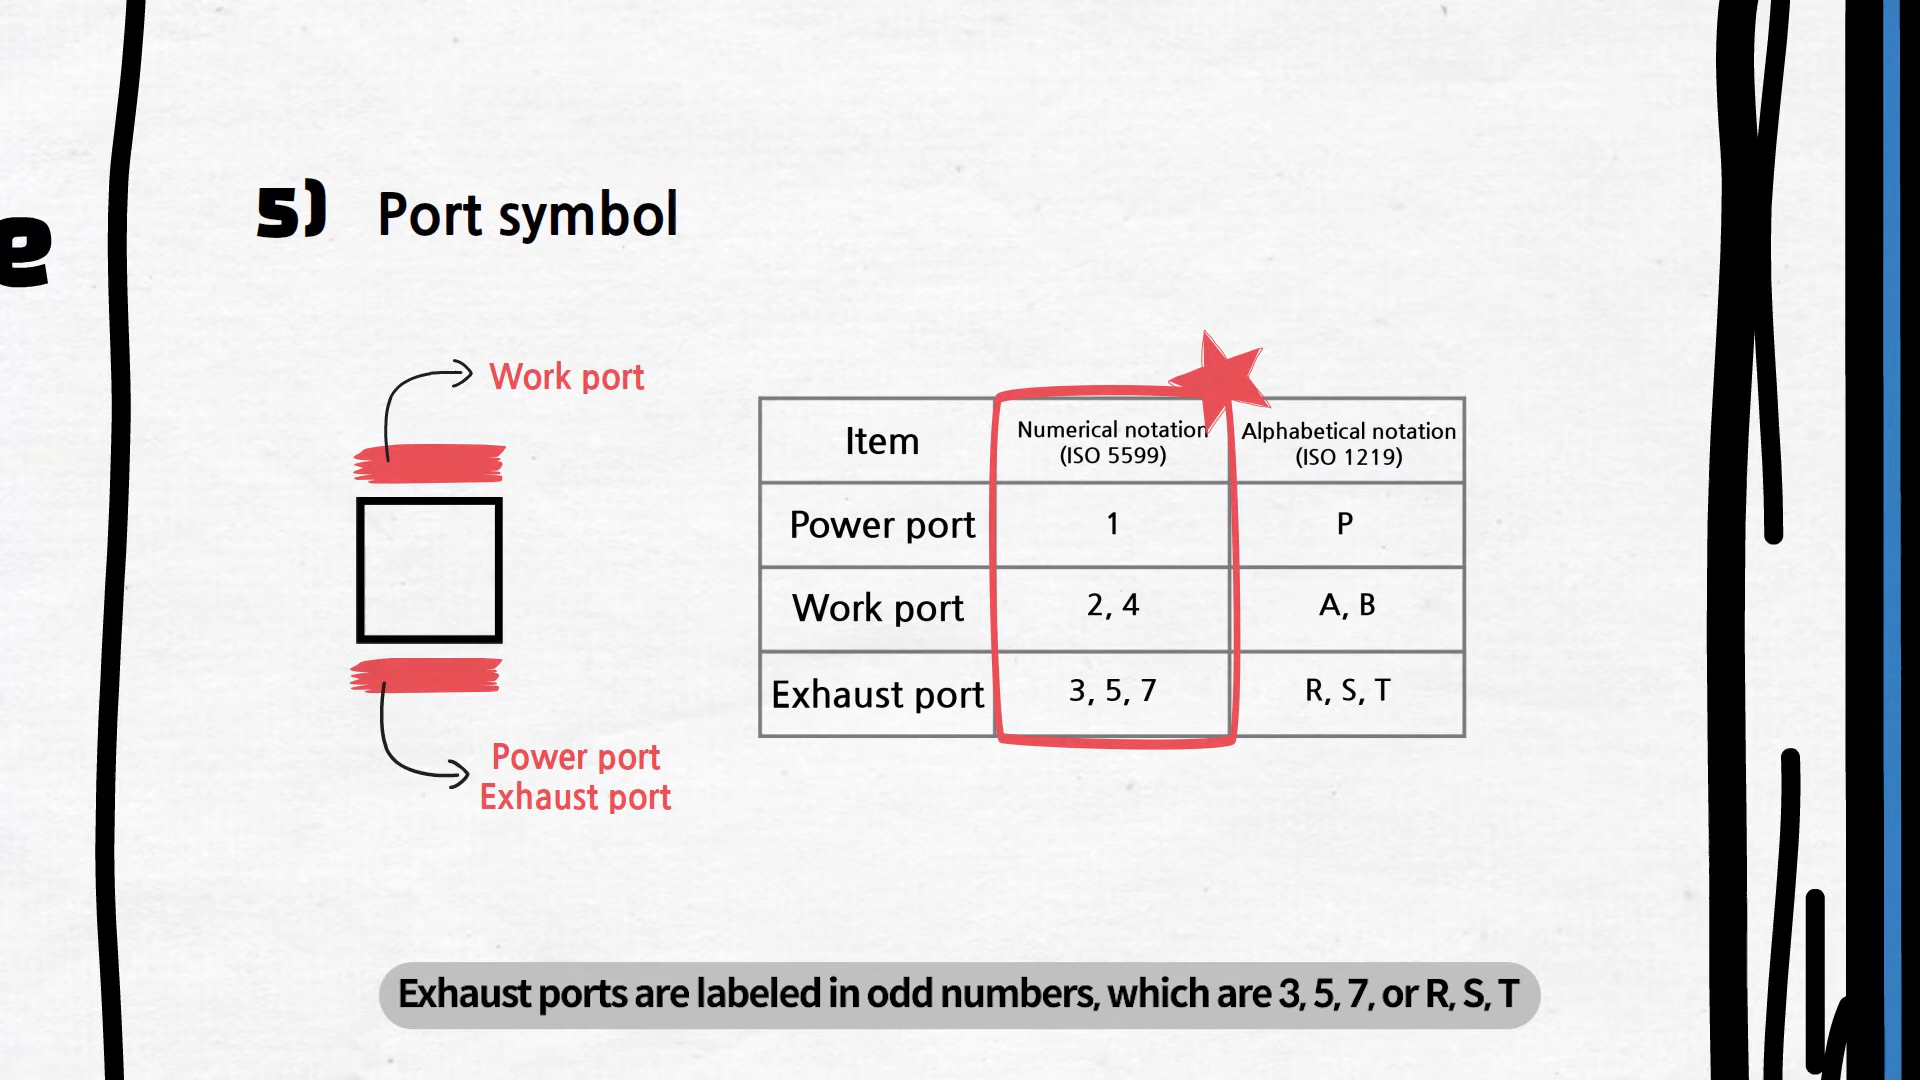 e
5) Port symbol
Work port
Power port
Exhaust port
Item
Numerical notation
(ISO 5599)
Alphabetical notation
(ISO 1219)
Power port
1
P
Work port
2, 4
A, B
Exhaust port
3, 5, 7
R, S, T
Exhaust ports are labeled in odd numbers, which are 3, 5, 7, or R, S, T